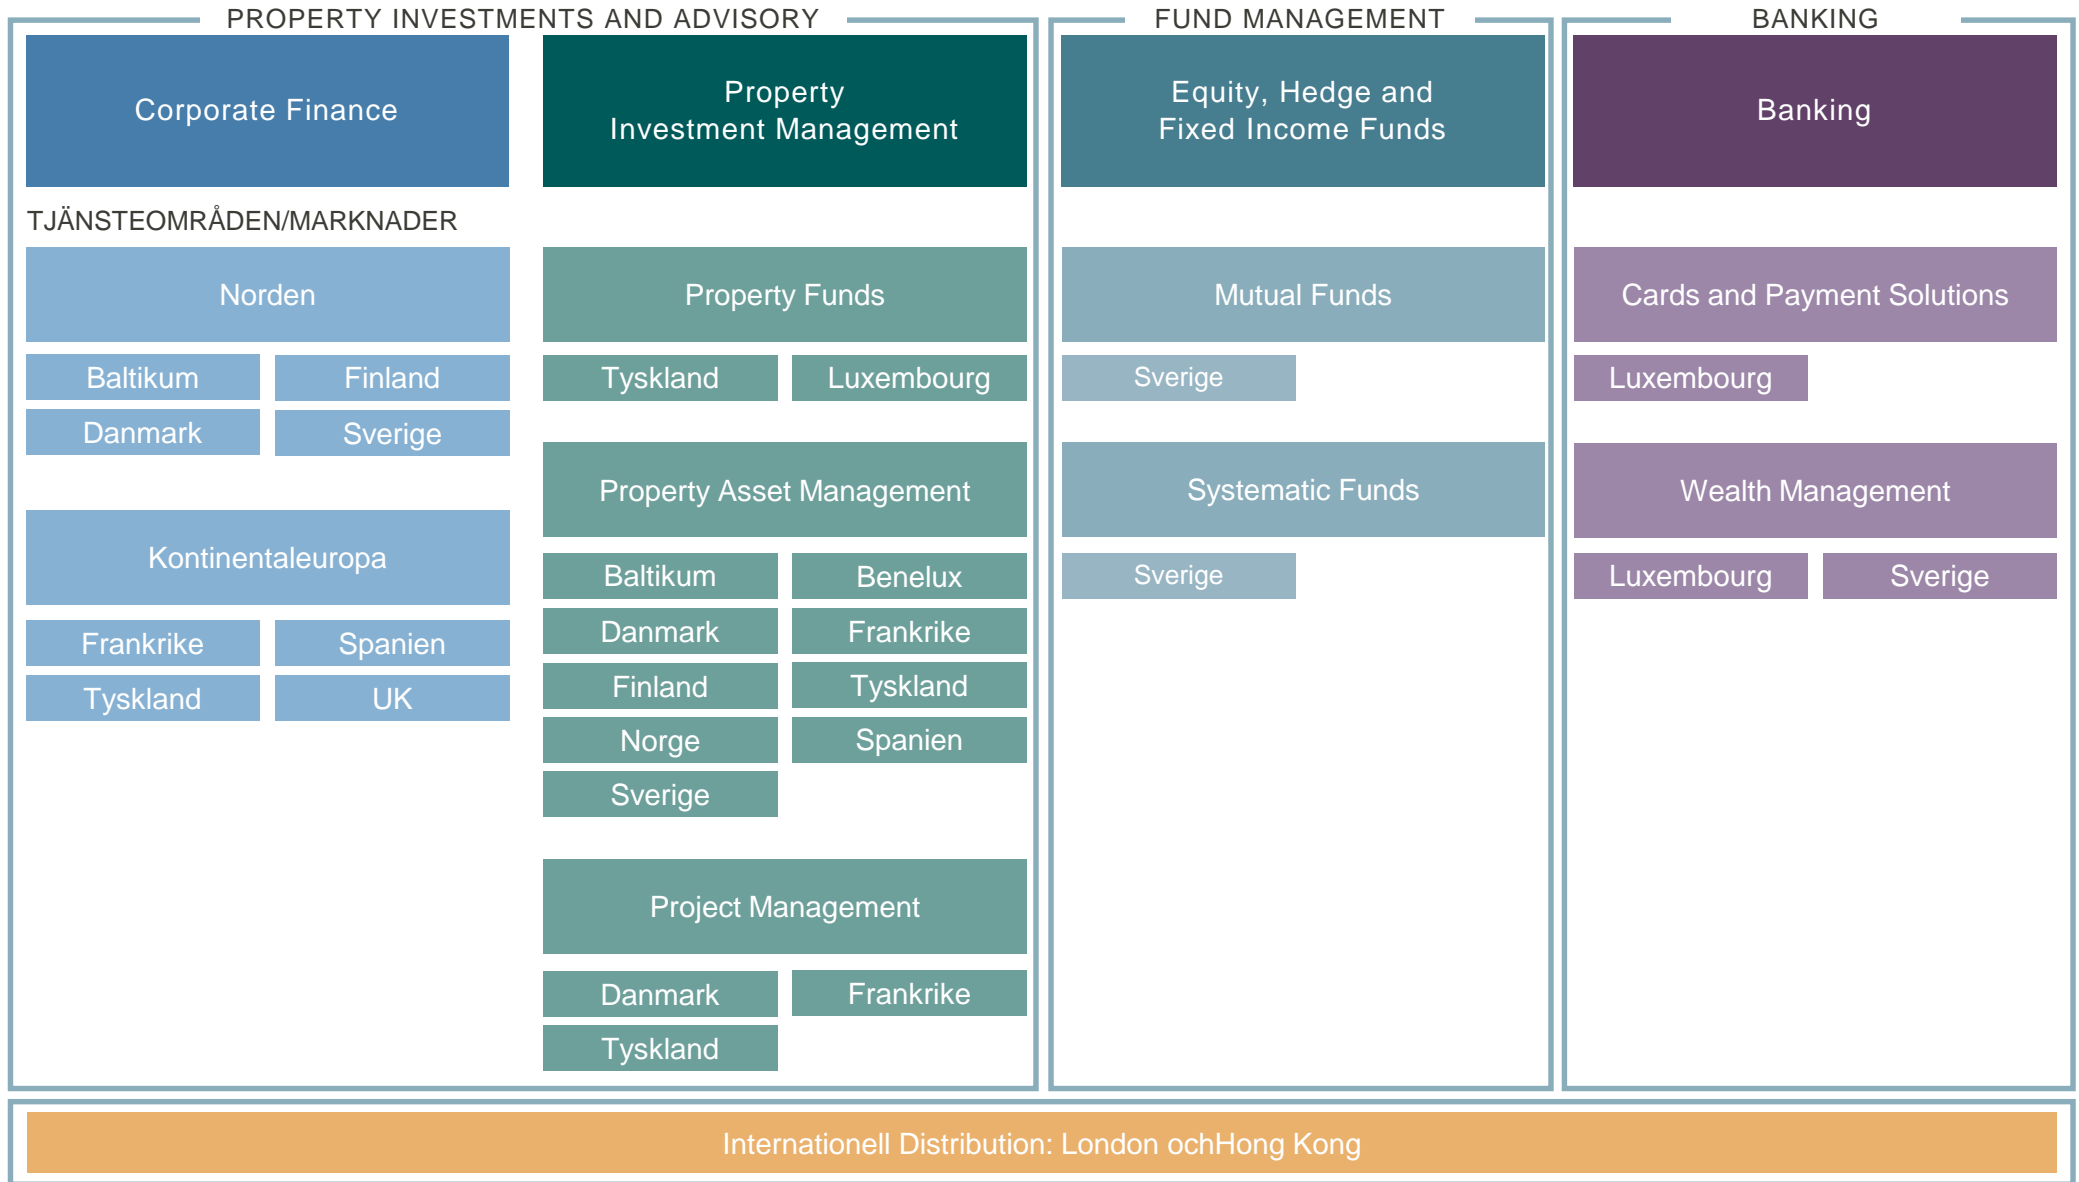 PROPERTY INVESTMENTS AND ADVISORY
Corporate Finance
Property
Investment Management
TJÄNSTEOMRÅDEN/MARKNADER
Norden
Baltikum
Finland
Danmark
Sverige
Kontinentaleuropa
Frankrike
Spanien
Tyskland
UK
Property Funds
Tyskland
Luxembourg
Property Asset Management
Baltikum
Benelux
Danmark
Frankrike
Finland
Tyskland
Norge
Spanien
Sverige
Project Management
Danmark
Frankrike
Tyskland
FUND MANAGEMENT
Equity, Hedge and
Fixed Income Funds
Mutual Funds
Sverige
Systematic Funds
Sverige
BANKING
Banking
Cards and Payment Solutions
Luxembourg
Wealth Management
Luxembourg
Sverige
Internationell Distribution: London ochHong Kong